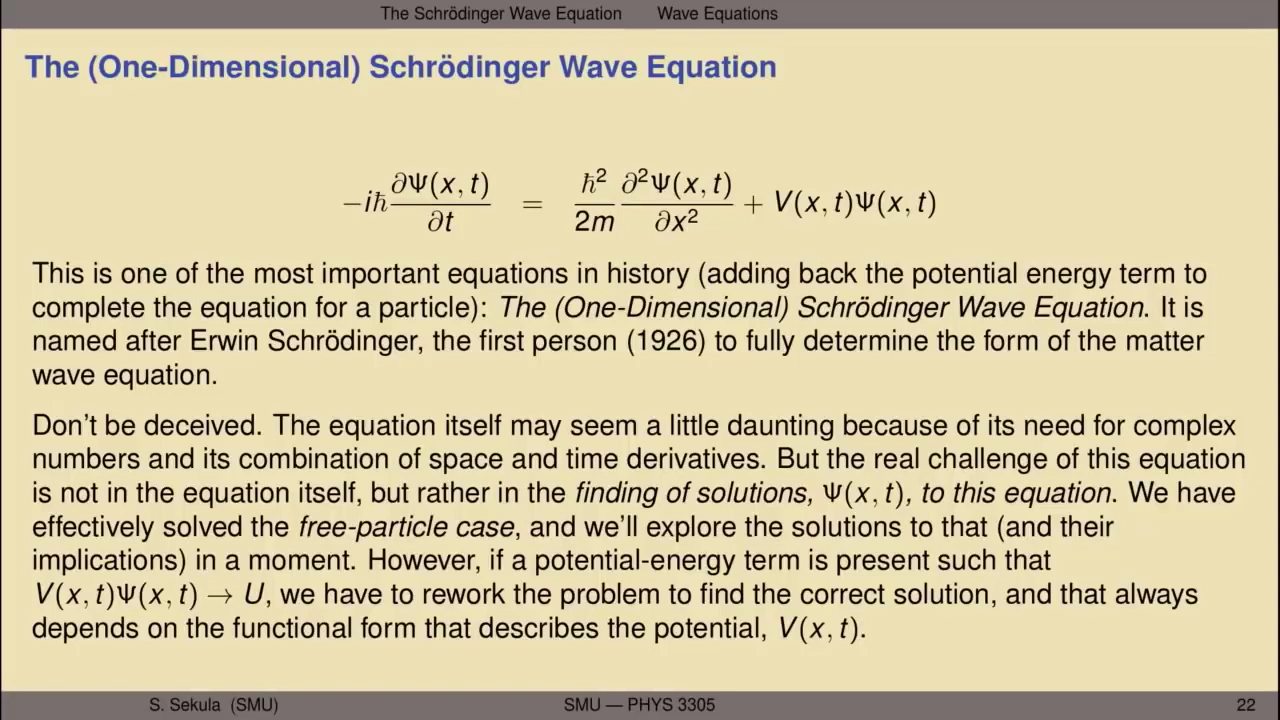 The Schrödinger Wave Equation Wave Equations
The (One-Dimensional) Schrödinger Wave Equation
−iħ ∂Ψ(x, t)/∂t = ħ²/2m ∂²Ψ(x, t)/∂x² + V(x, t)Ψ(x, t)
This is one of the most important equations in history (adding back the potential energy term to
complete the equation for a particle): The (One-Dimensional) Schrödinger Wave Equation. It is
named after Erwin Schrödinger, the first person (1926) to fully determine the form of the matter
wave equation.
Don't be deceived. The equation itself may seem a little daunting because of its need for complex
numbers and its combination of space and time derivatives. But the real challenge of this equation
is not in the equation itself, but rather in the finding of solutions, Ψ(x, t), to this equation. We have
effectively solved the free-particle case, and we'll explore the solutions to that (and their
implications) in a moment. However, if a potential-energy term is present such that
V(x, t)Ψ(x, t) → U, we have to rework the problem to find the correct solution, and that always
depends on the functional form that describes the potential, V(x, t).
S. Sekula (SMU) SMU — PHYS 3305 22